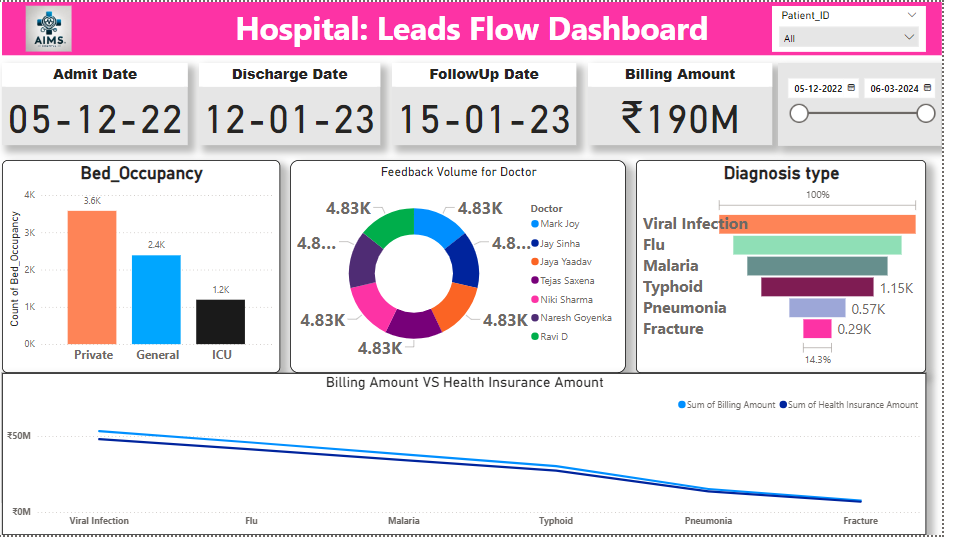 AIMS
Hospital: Leads Flow Dashboard
Patient_ID
All
Admit Date
05-12-22
Discharge Date
12-01-23
FollowUp Date
15-01-23
Billing Amount
₹190M
05-12-2022
06-03-2024
Bed_Occupancy
Count of Bed_Occupancy
4K
3K
2K
1K
0K
3.6K
2.4K
1.2K
Private
General
ICU
Feedback Volume for Doctor
4.83K
4.83K
4.8...
4.8...
4.83K
4.83K
4.83K
Doctor
Mark Joy
Jay Sinha
Jaya Yaadav
Tejas Saxena
Niki Sharma
Naresh Goyenka
Ravi D
Diagnosis type
100%
Viral Infection
Flu
Malaria
Typhoid
1.15K
Pneumonia
0.57K
Fracture
0.29K
14.3%
Billing Amount VS Health Insurance Amount
Sum of Billing Amount
Sum of Health Insurance Amount
₹50M
₹0M
Viral Infection
Flu
Malaria
Typhoid
Pneumonia
Fracture